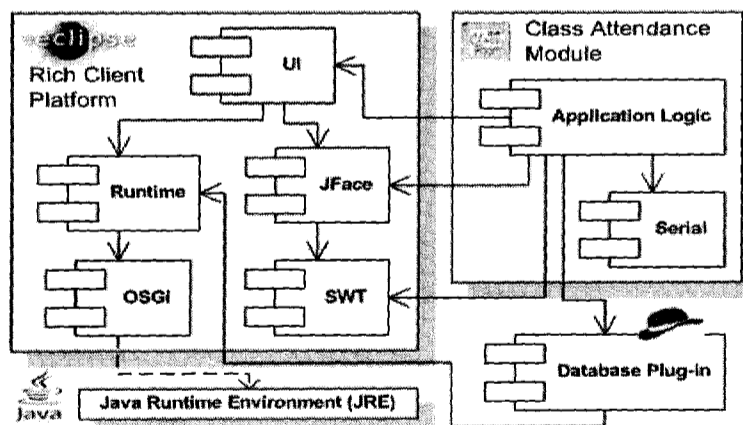 eclipse
Rich Client
Platform
UI
Runtime
JFace
OSGi
SWT
Class Attendance
Module
Application Logic
Serial
Database Plug-in
Java
Java Runtime Environment (JRE)